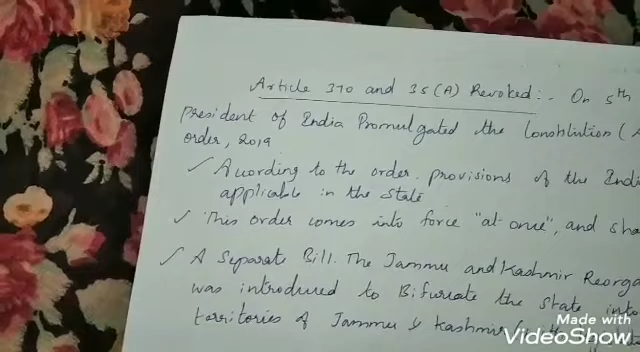 Article 370 and 35(A) Revoked:- On 5th
president of India Promulgated the Constitution (A
order, 2019
✓ According to the order provisions of the Indi
applicable in the state
✓ This order comes into force "at once", and sha
✓ A Separate Bill. The Jammu and Kashmir Reorga
was introduced to Bifurcate the state into
territories of Jammu & Kashmir
Made with
VideoShow